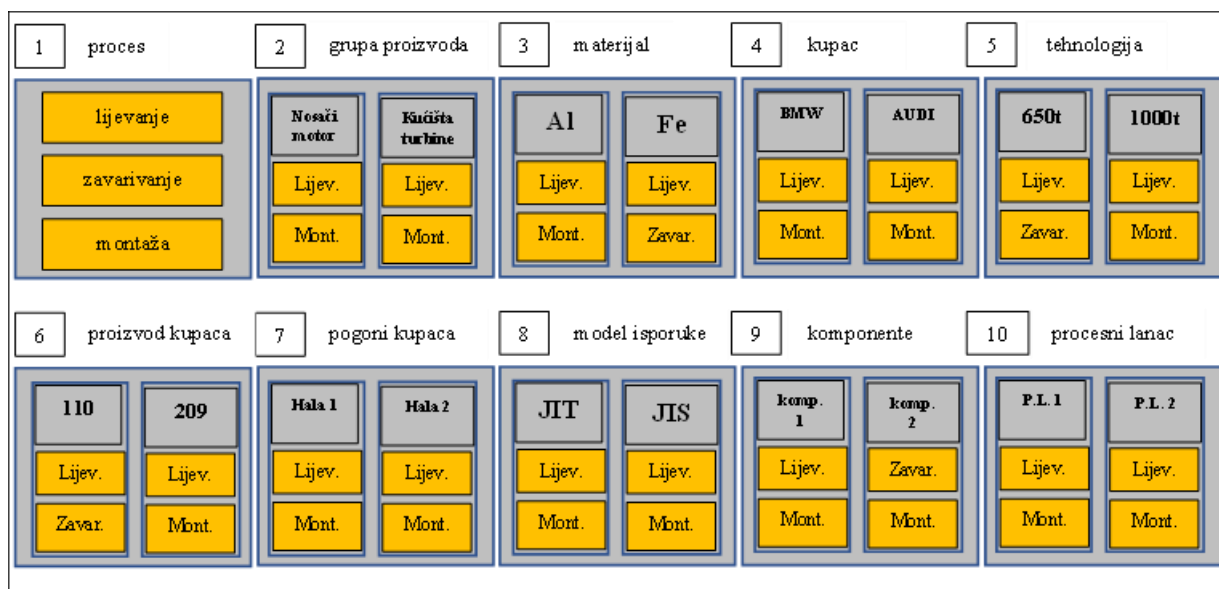 1 proces
2 grupa proizvoda
3 materijal
4 kupac
5 tehnologija
lijevanje
zavarivanje
montaža
Nosači
motor
Lijev.
Mont.
Kućišta
turbine
Lijev.
Mont.
Al
Lijev.
Mont.
Fe
Lijev.
Zavar.
BMW
Lijev.
Mont.
AUDI
Lijev.
Mont.
650t
Lijev.
Zavar.
1000t
Lijev.
Mont.
6 proizvod kupaca
7 pogoni kupaca
8 model isporuke
9 komponente
10 procesni lanac
110
Lijev.
Zavar.
209
Lijev.
Mont.
Hala 1
Lijev.
Mont.
Hala 2
Lijev.
Mont.
JIT
Lijev.
Mont.
JIS
Lijev.
Mont.
komp.
1
Lijev.
Mont.
komp.
2
Zavar.
Mont.
P.L. 1
Lijev.
Mont.
P.L. 2
Lijev.
Mont.